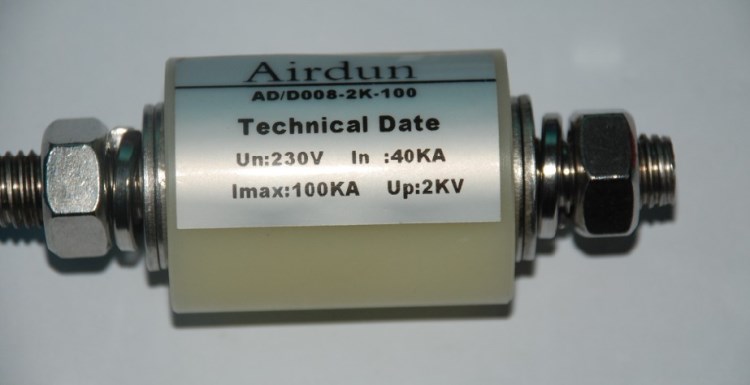 Airdun
AD/D008-2K-100
Technical Date
Un:230V In :40KA
Imax:100KA Up:2KV